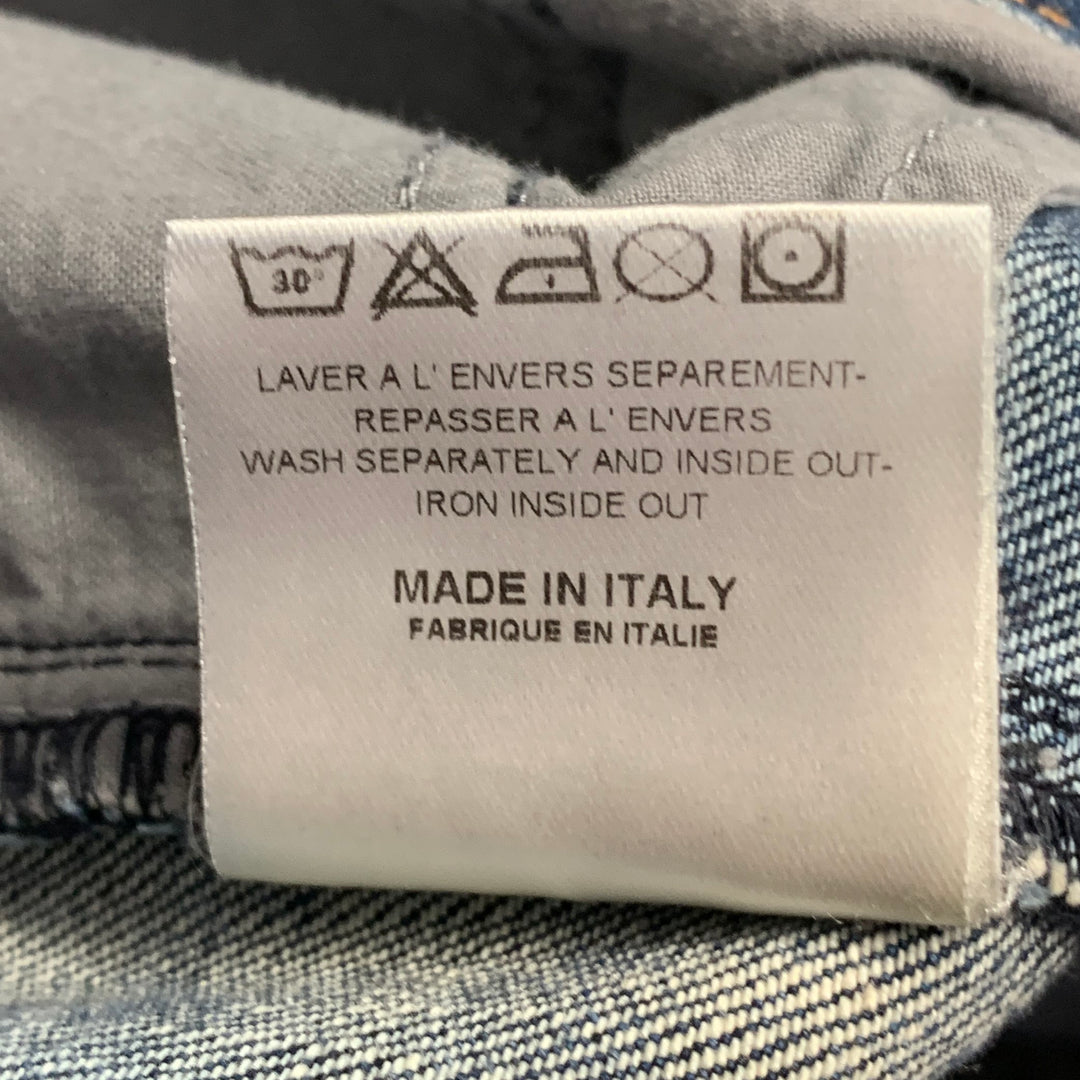 30°
LAVER A L' ENVERS SEPAREMENT-
REPASSER A L' ENVERS
WASH SEPARATELY AND INSIDE OUT-
IRON INSIDE OUT
MADE IN ITALY
FABRIQUE EN ITALIE